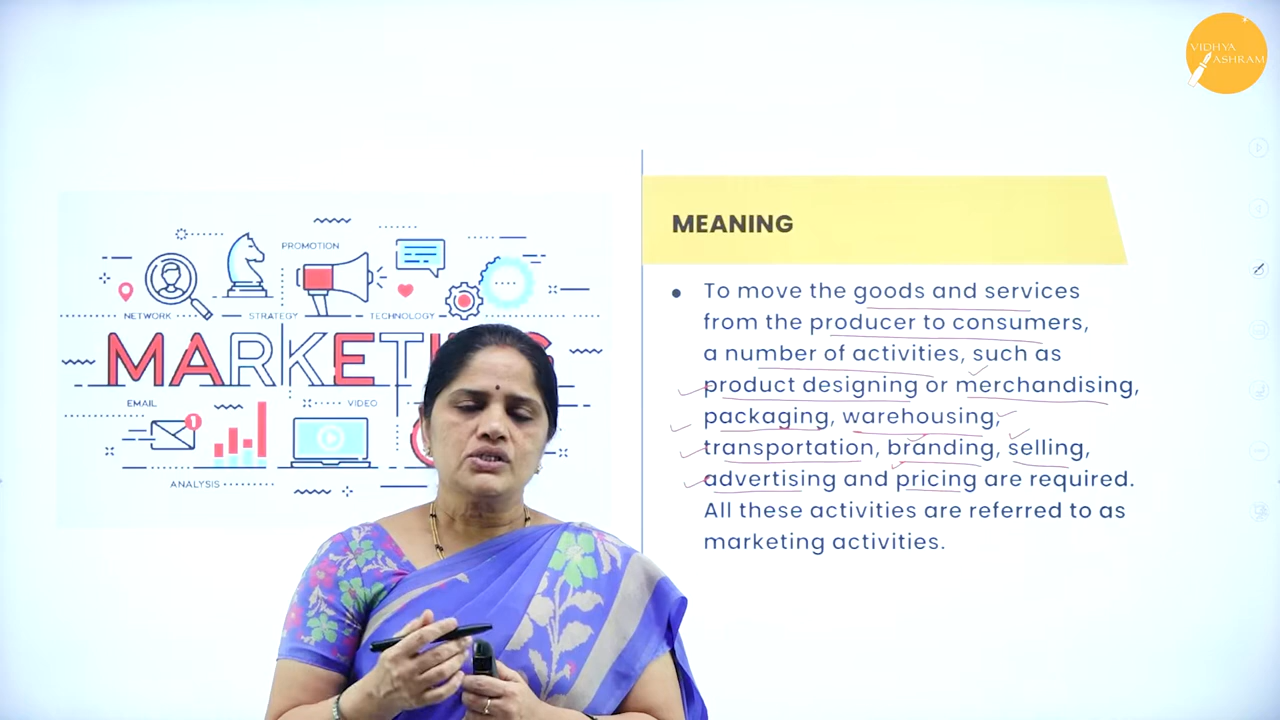 VIDHYA
ASHRAM
MEANING
• To move the goods and services
from the producer to consumers,
a number of activities, such as
product designing or merchandising,
packaging, warehousing,
transportation, branding, selling,
advertising and pricing are required.
All these activities are referred to as
marketing activities.
PROMOTION
NETWORK
STRATEGY
TECHNOLOGY
MARKET
EMAIL
1
VIDEO
ANALYSIS